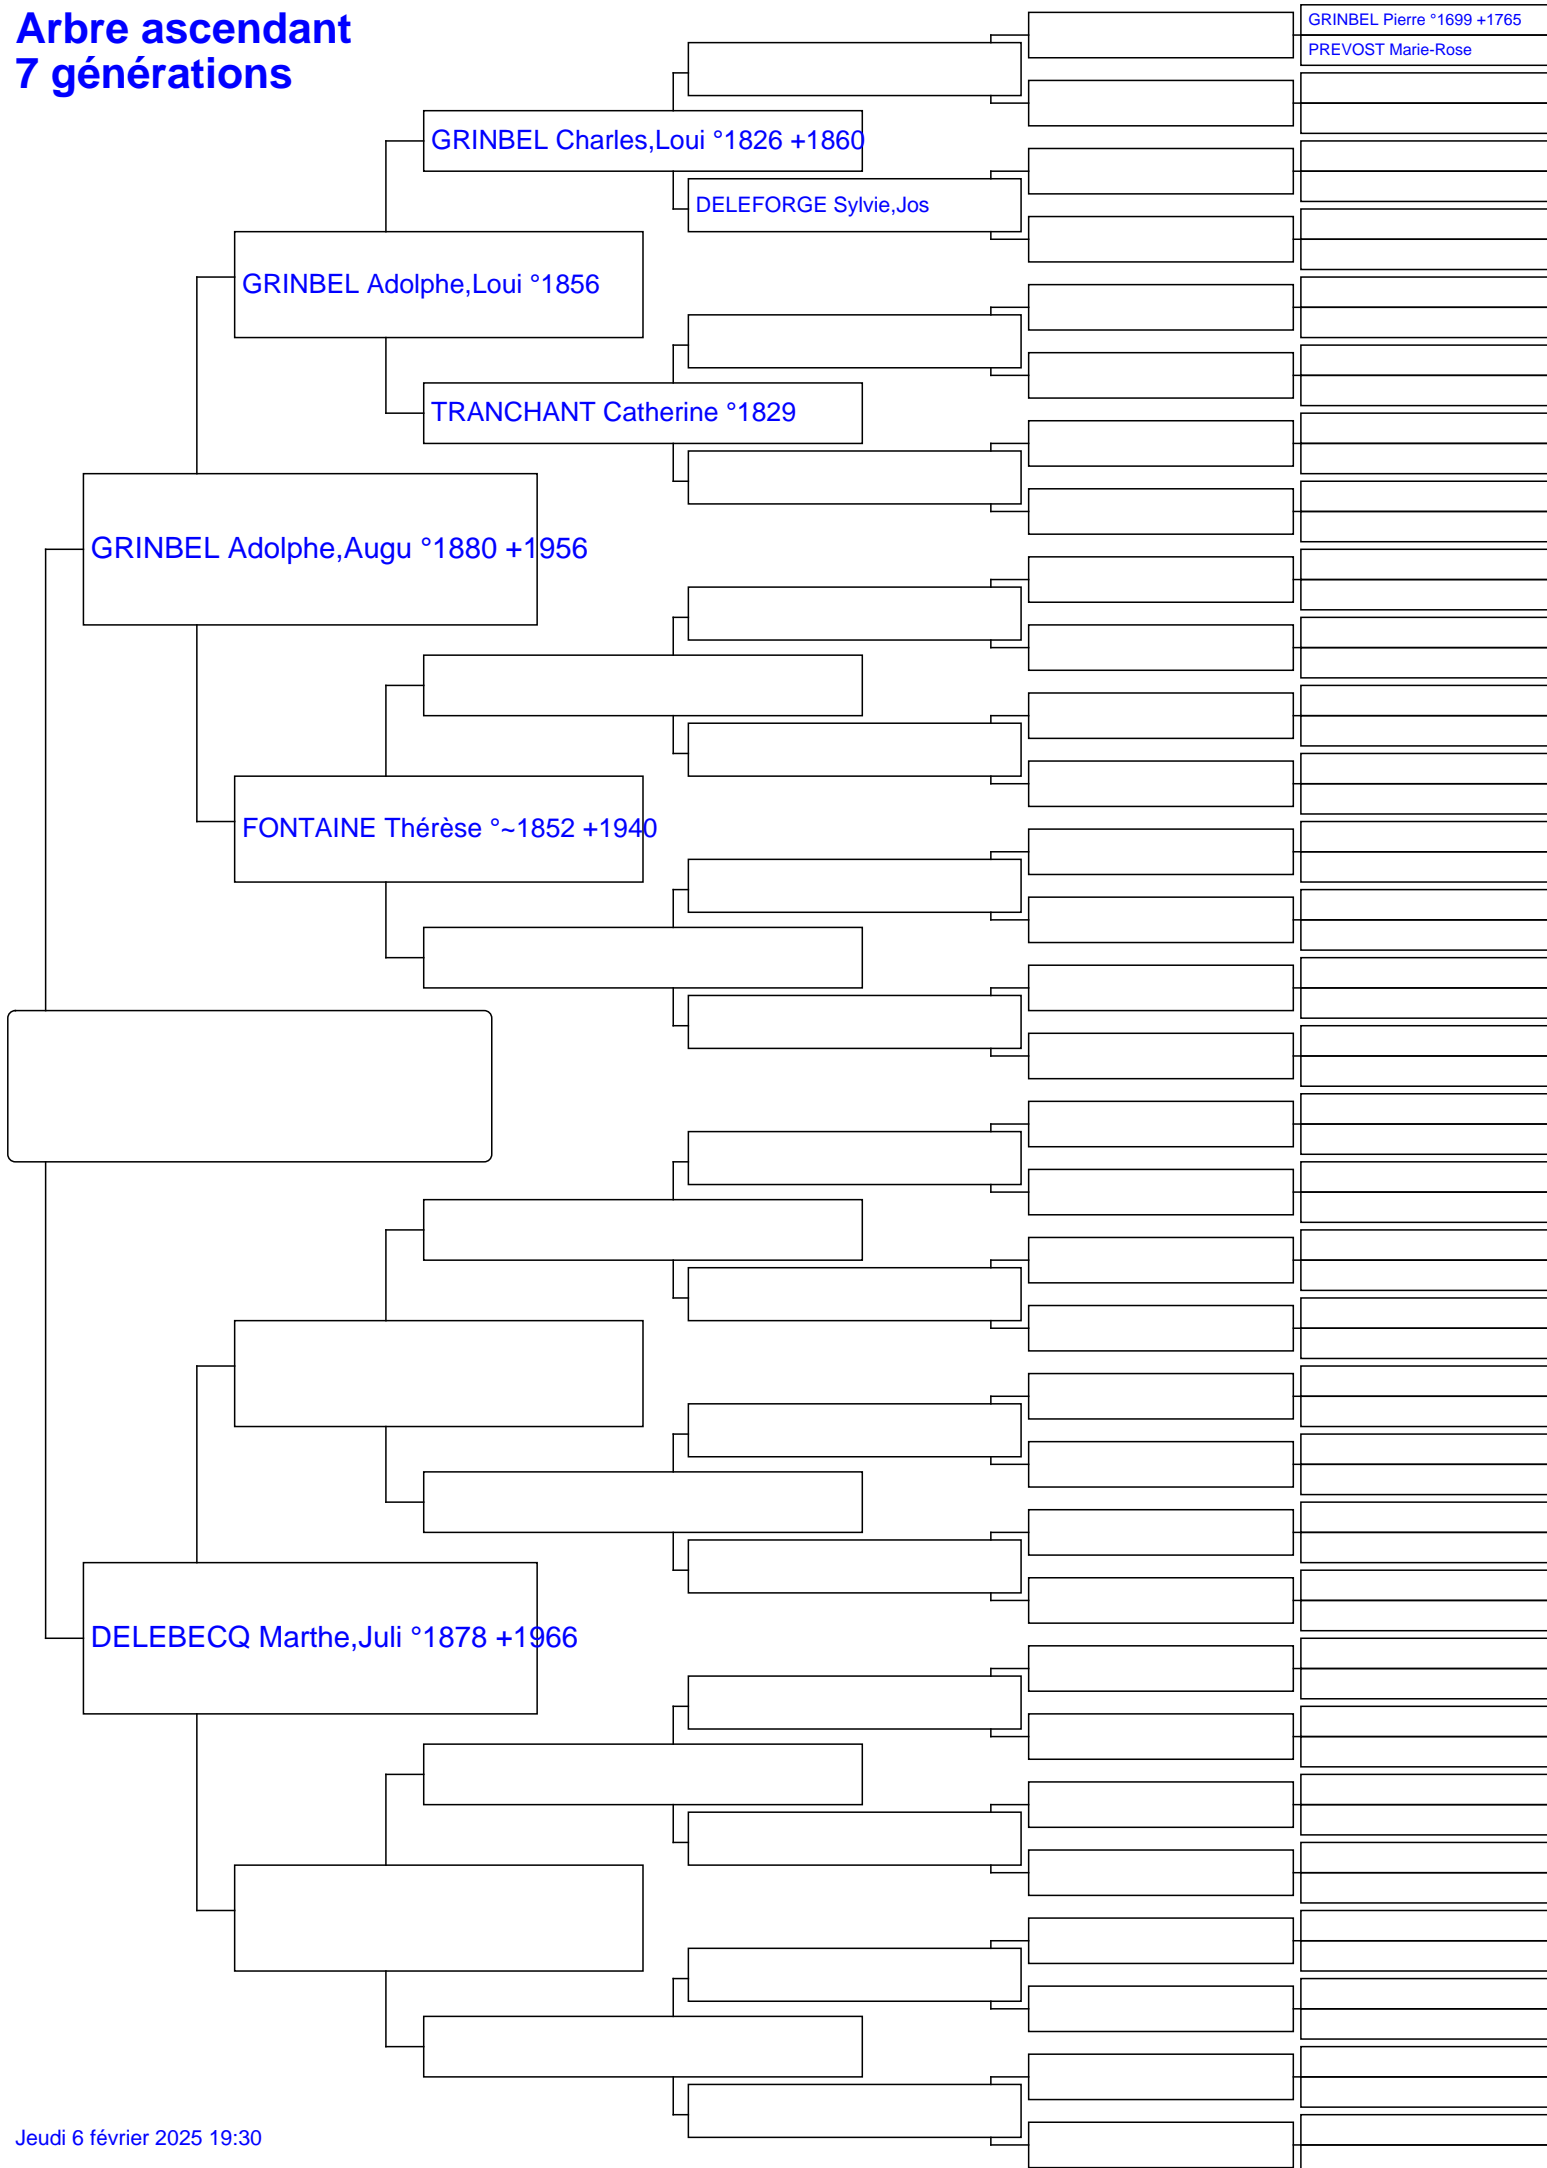 Arbre ascendant
7 générations
GRINBEL Pierre °1699 +1765
PREVOST Marie-Rose
GRINBEL Charles,Loui °1826 +1860
DELEFORGE Sylvie,Jos
GRINBEL Adolphe,Loui °1856
TRANCHANT Catherine °1829
GRINBEL Adolphe,Augu °1880 +1956
FONTAINE Thérèse °~1852 +1940
DELEBECQ Marthe,Juli °1878 +1966
Jeudi 6 février 2025 19:30